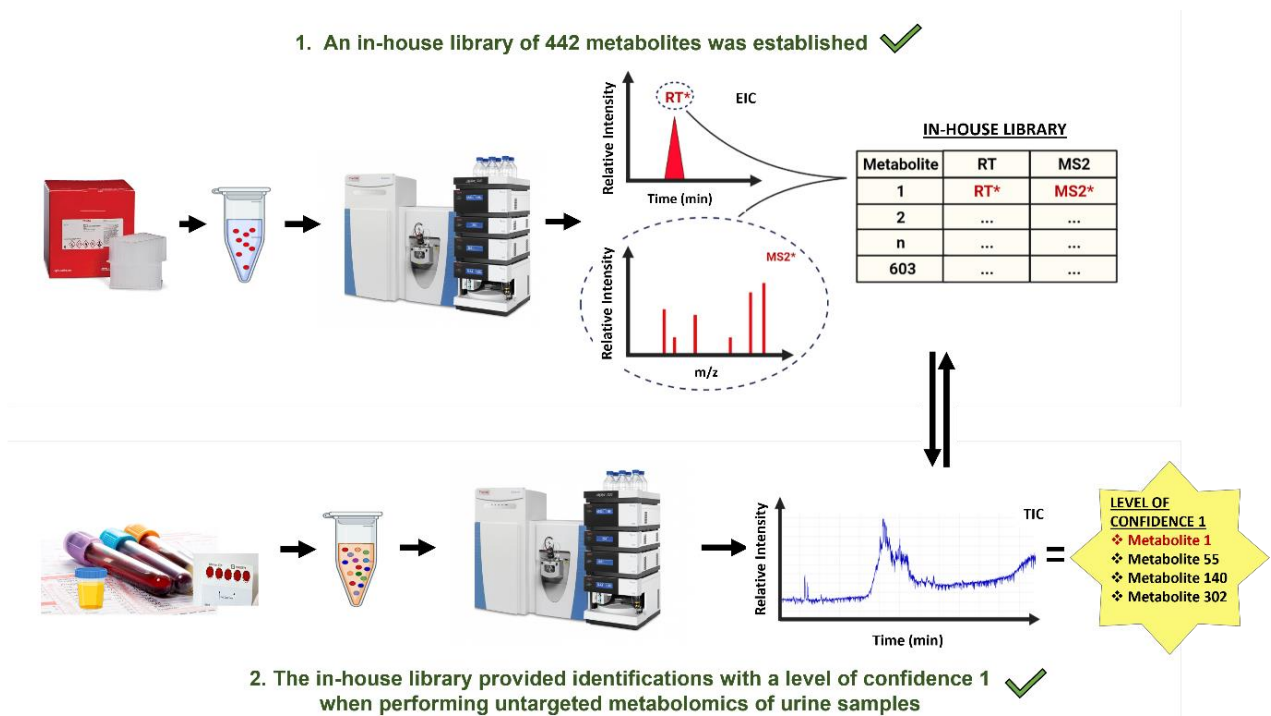 1. An in-house library of 442 metabolites was established
Relative Intensity
RT*
EIC
Time (min)
IN-HOUSE LIBRARY
Metabolite RT MS2
1 RT* MS2*
2 ... ...
n ... ...
603 ... ...
Relative Intensity
MS2*
m/z
Relative Intensity
TIC
Time (min)
=
LEVEL OF
CONFIDENCE 1
❖ Metabolite 1
❖ Metabolite 55
❖ Metabolite 140
❖ Metabolite 302
2. The in-house library provided identifications with a level of confidence 1
when performing untargeted metabolomics of urine samples